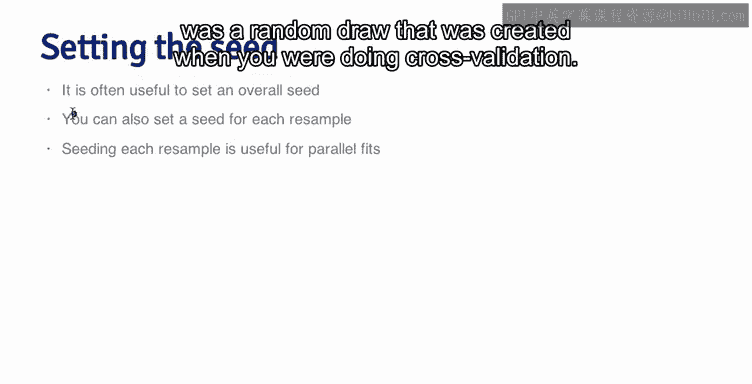 was a random draw that was created
Setting the seed
when you were doing cross-validation.
· It is often useful to set an overall seed
· You can also set a seed for each resample
· Seeding each resample is useful for parallel fits